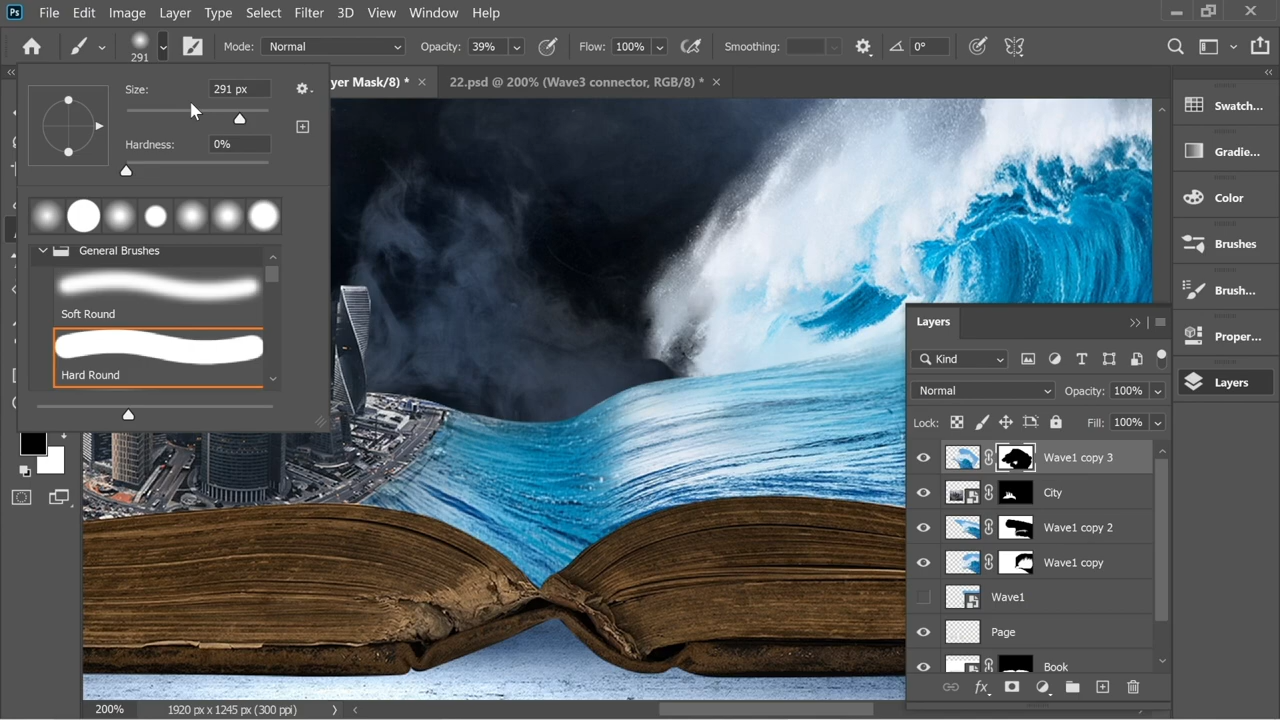 Ps File Edit Image Layer Type Select Filter 3D View Window Help
291 Mode: Normal Opacity: 39% Flow: 100% Smoothing: 0°
yer Mask/8) * × 22.psd @ 200% (Wave3 connector, RGB/8) * ×
Size: 291 px
Hardness: 0%
General Brushes
Soft Round
Hard Round
Swatch...
Gradie...
Color
Brushes
Brush...
Proper...
Layers
Layers
Kind
Normal Opacity: 100%
Lock: Fill: 100%
Wave1 copy 3
City
Wave1 copy 2
Wave1 copy
Wave1
Page
Book
fx
200% 1920 px x 1245 px (300 ppi)